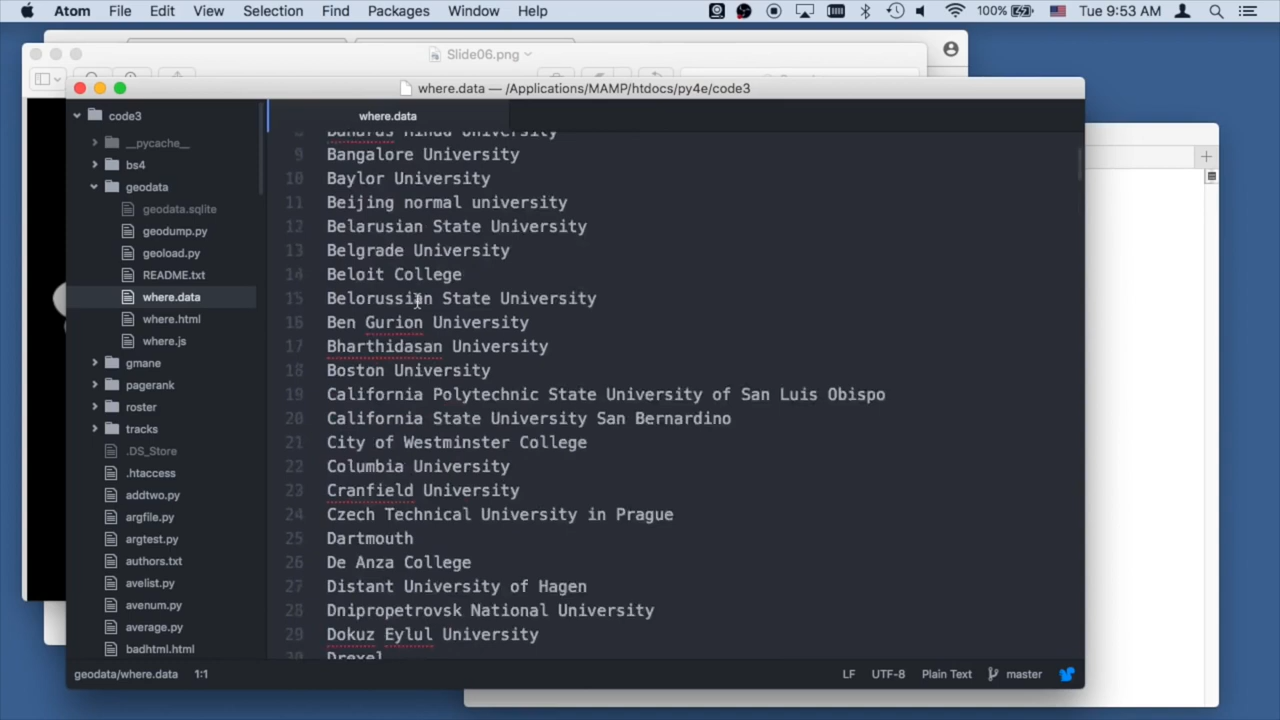 Atom File Edit View Selection Find Packages Window Help 100% Tue 9:53 AM
Slide06.png
where.data — /Applications/MAMP/htdocs/py4e/code3
code3
__pycache__
bs4
geodata
geodata.sqlite
geodump.py
geoload.py
README.txt
where.data
where.html
where.js
gmane
pagerank
roster
tracks
.DS_Store
.htaccess
addtwo.py
argfile.py
argtest.py
authors.txt
avelist.py
avenum.py
average.py
badhtml.html
where.data
8 Banaras Hindu University
9 Bangalore University
10 Baylor University
11 Beijing normal university
12 Belarusian State University
13 Belgrade University
14 Beloit College
15 Belorussian State University
16 Ben Gurion University
17 Bharthidasan University
18 Boston University
19 California Polytechnic State University of San Luis Obispo
20 California State University San Bernardino
21 City of Westminster College
22 Columbia University
23 Cranfield University
24 Czech Technical University in Prague
25 Dartmouth
26 De Anza College
27 Distant University of Hagen
28 Dnipropetrovsk National University
29 Dokuz Eylul University
30 Drexel
geodata/where.data 1:1 LF UTF-8 Plain Text master